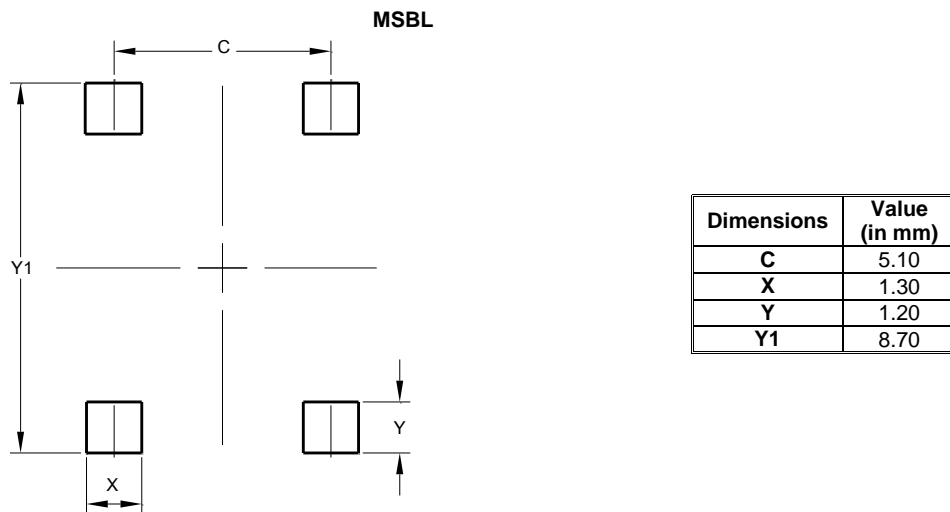 MSBL
C
Y1
Y
X
Dimensions Value (in mm)
C 5.10
X 1.30
Y 1.20
Y1 8.70